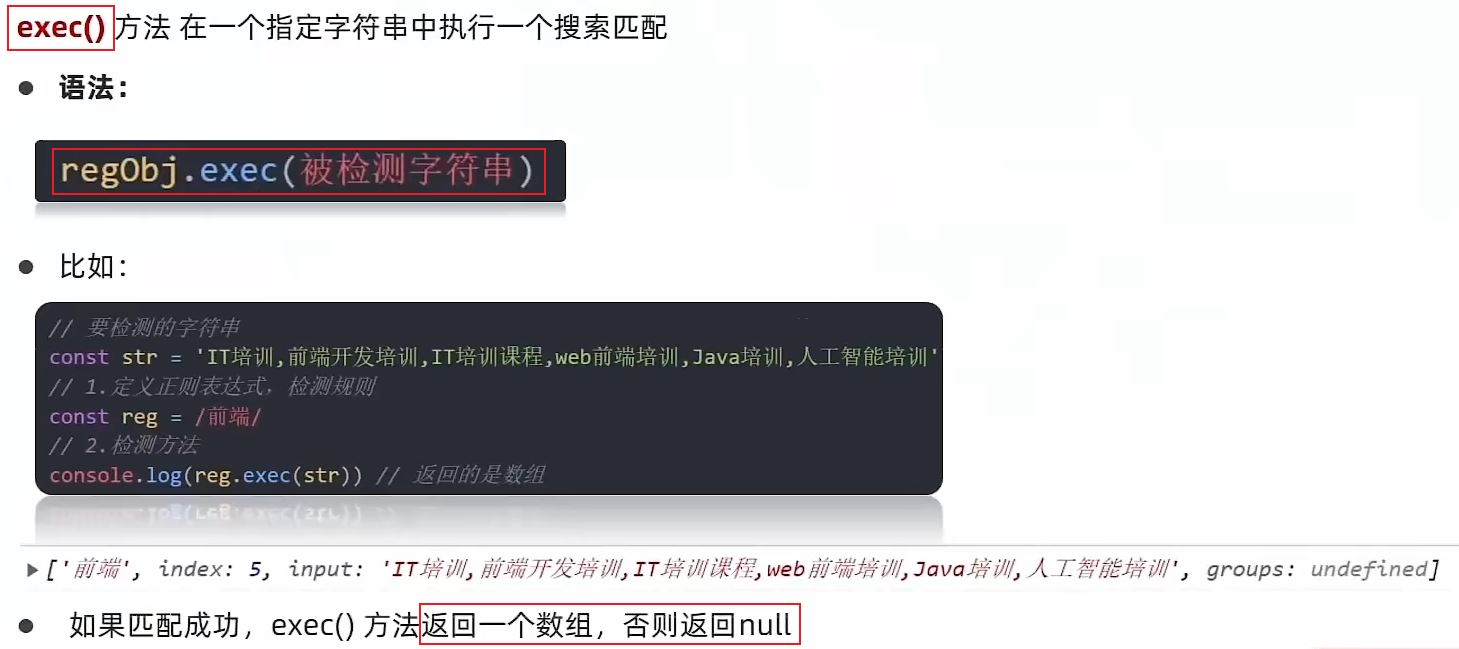 exec()方法 在一个指定字符串中执行一个搜索匹配
● 语法：
regObj.exec(被检测字符串)
● 比如：
// 要检测的字符串
const str = 'IT培训,前端开发培训,IT培训课程,web前端培训,Java培训,人工智能培训'
// 1.定义正则表达式，检测规则
const reg = /前端/
// 2.检测方法
console.log(reg.exec(str)) // 返回的是数组
▶ ['前端', index: 5, input: 'IT培训,前端开发培训,IT培训课程,web前端培训,Java培训,人工智能培训', groups: undefined]
● 如果匹配成功，exec() 方法返回一个数组，否则返回null